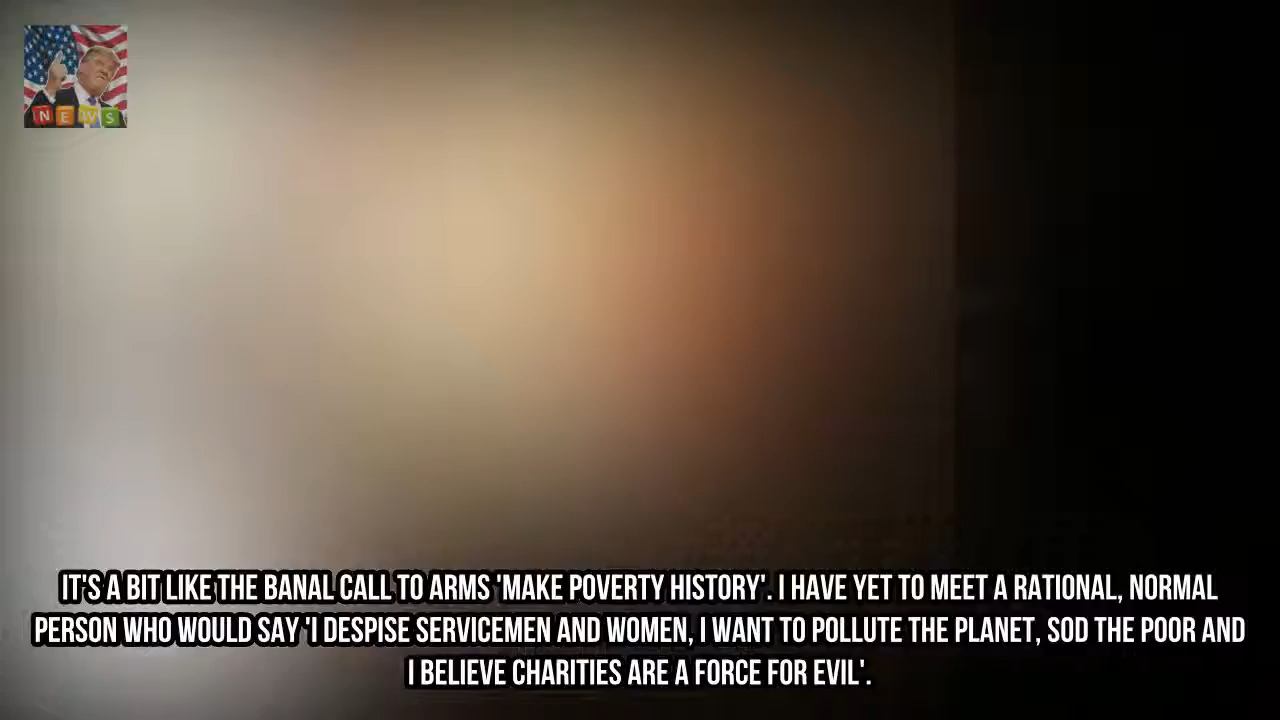 NEWS
IT'S A BIT LIKE THE BANAL CALL TO ARMS 'MAKE POVERTY HISTORY'. I HAVE YET TO MEET A RATIONAL, NORMAL
PERSON WHO WOULD SAY 'I DESPISE SERVICEMEN AND WOMEN, I WANT TO POLLUTE THE PLANET, SOD THE POOR AND
I BELIEVE CHARITIES ARE A FORCE FOR EVIL'.